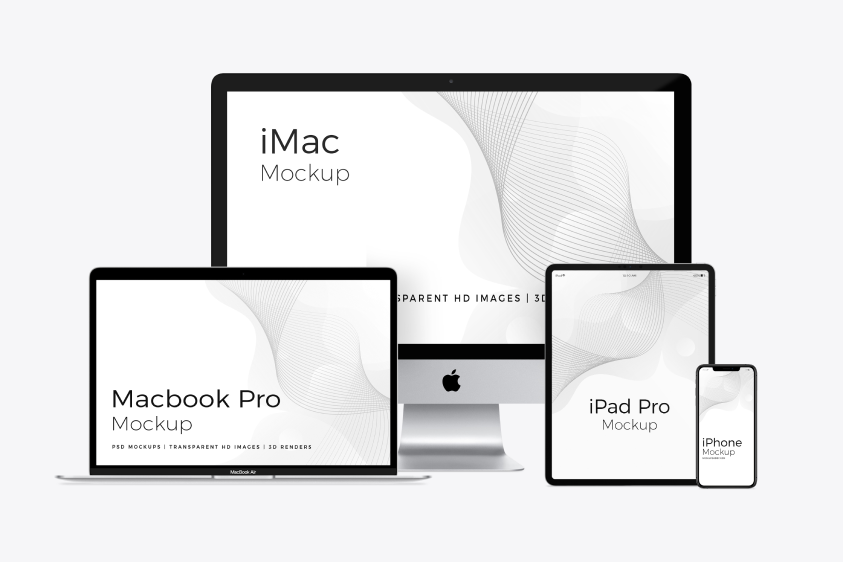 iMac
Mockup
SPARENT HD IMAGES | 3D
Macbook Pro
Mockup
PSD MOCKUPS | TRANSPARENT HD IMAGES | 3D RENDERS
MacBook Air
iPad Pro
Mockup
iPhone
Mockup